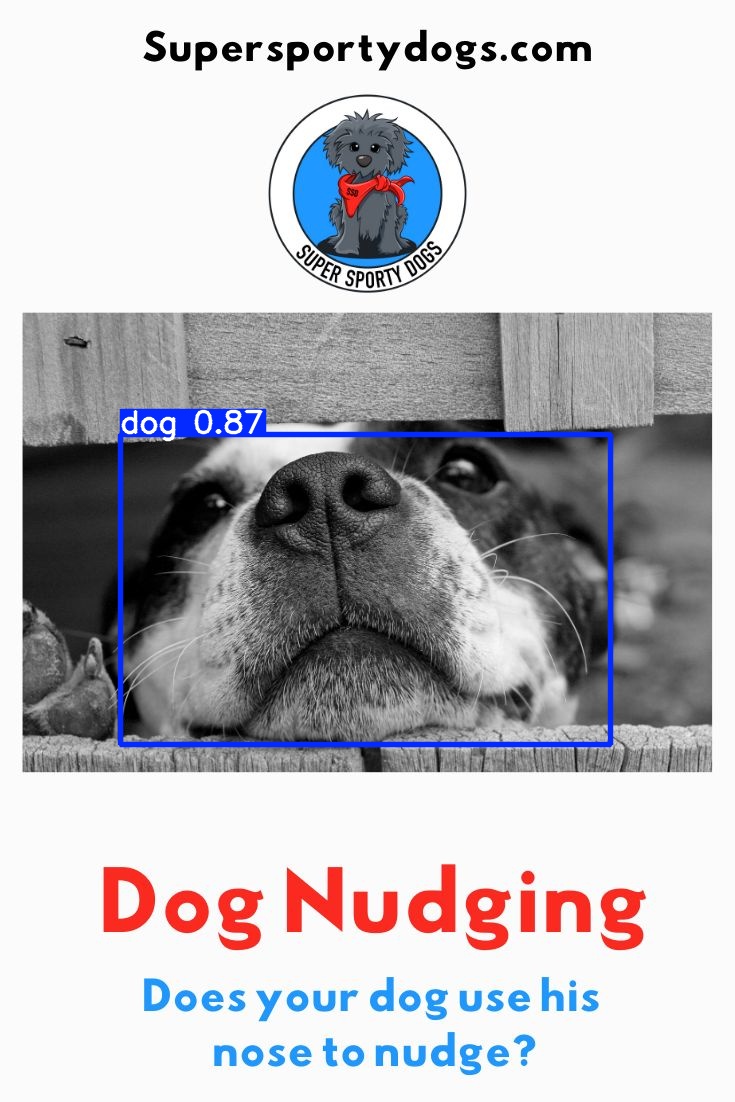 Supersportydogs.com
SSD
SUPER SPORTY DOGS
dog 0.87
Dog Nudging
Does your dog use his
nose to nudge?